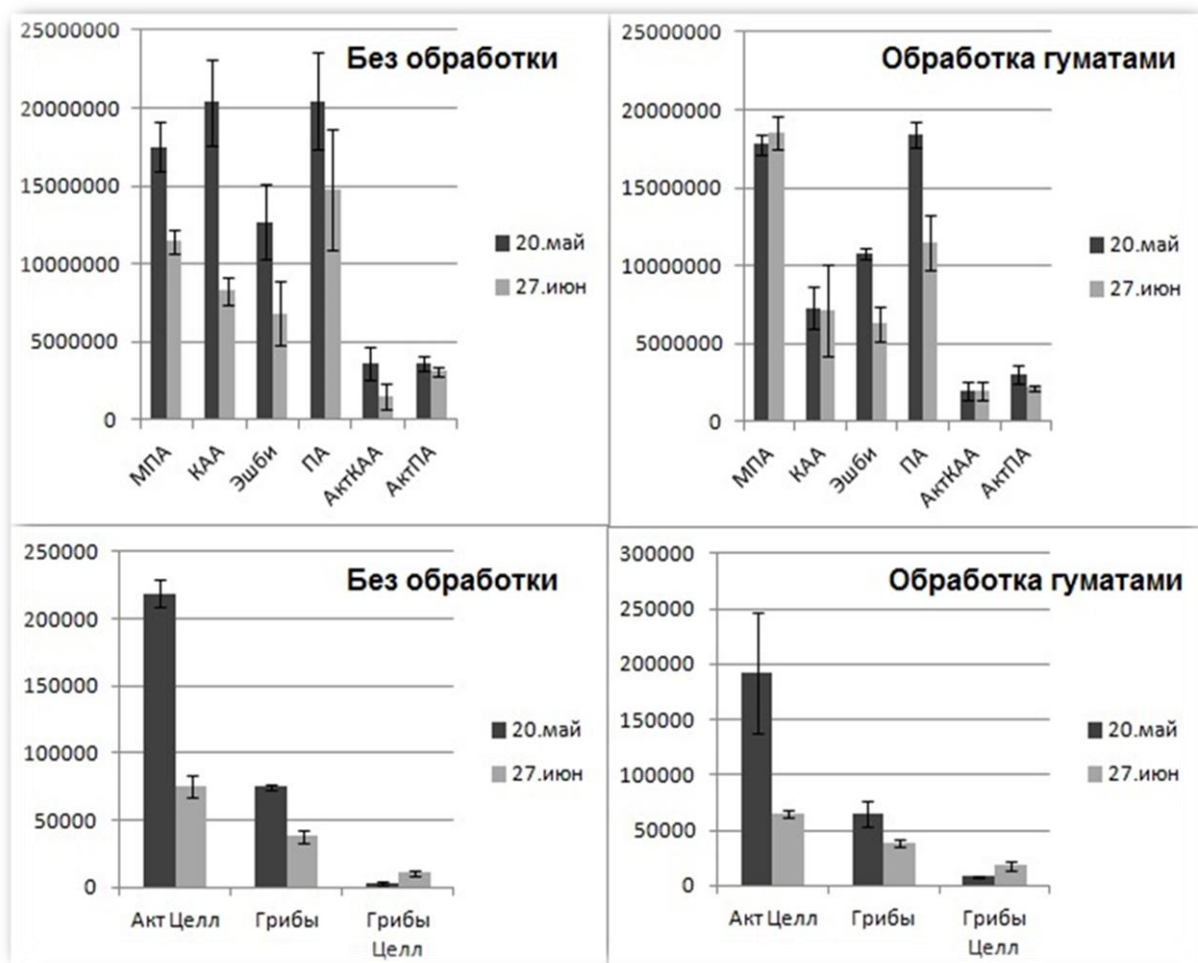 Без обработки
25000000
20000000
15000000
10000000
5000000
0
МПА
КАА
Эшби
ПА
АктКАА
АктПА
20.май
27.июн
Обработка гуматами
25000000
20000000
15000000
10000000
5000000
0
МПА
КАА
Эшби
ПА
АктКАА
АктПА
20.май
27.июн
Без обработки
250000
200000
150000
100000
50000
0
Акт Целл
Грибы
Грибы
Целл
20.май
27.июн
Обработка гуматами
300000
250000
200000
150000
100000
50000
0
Акт Целл
Грибы
Грибы
Целл
20.май
27.июн